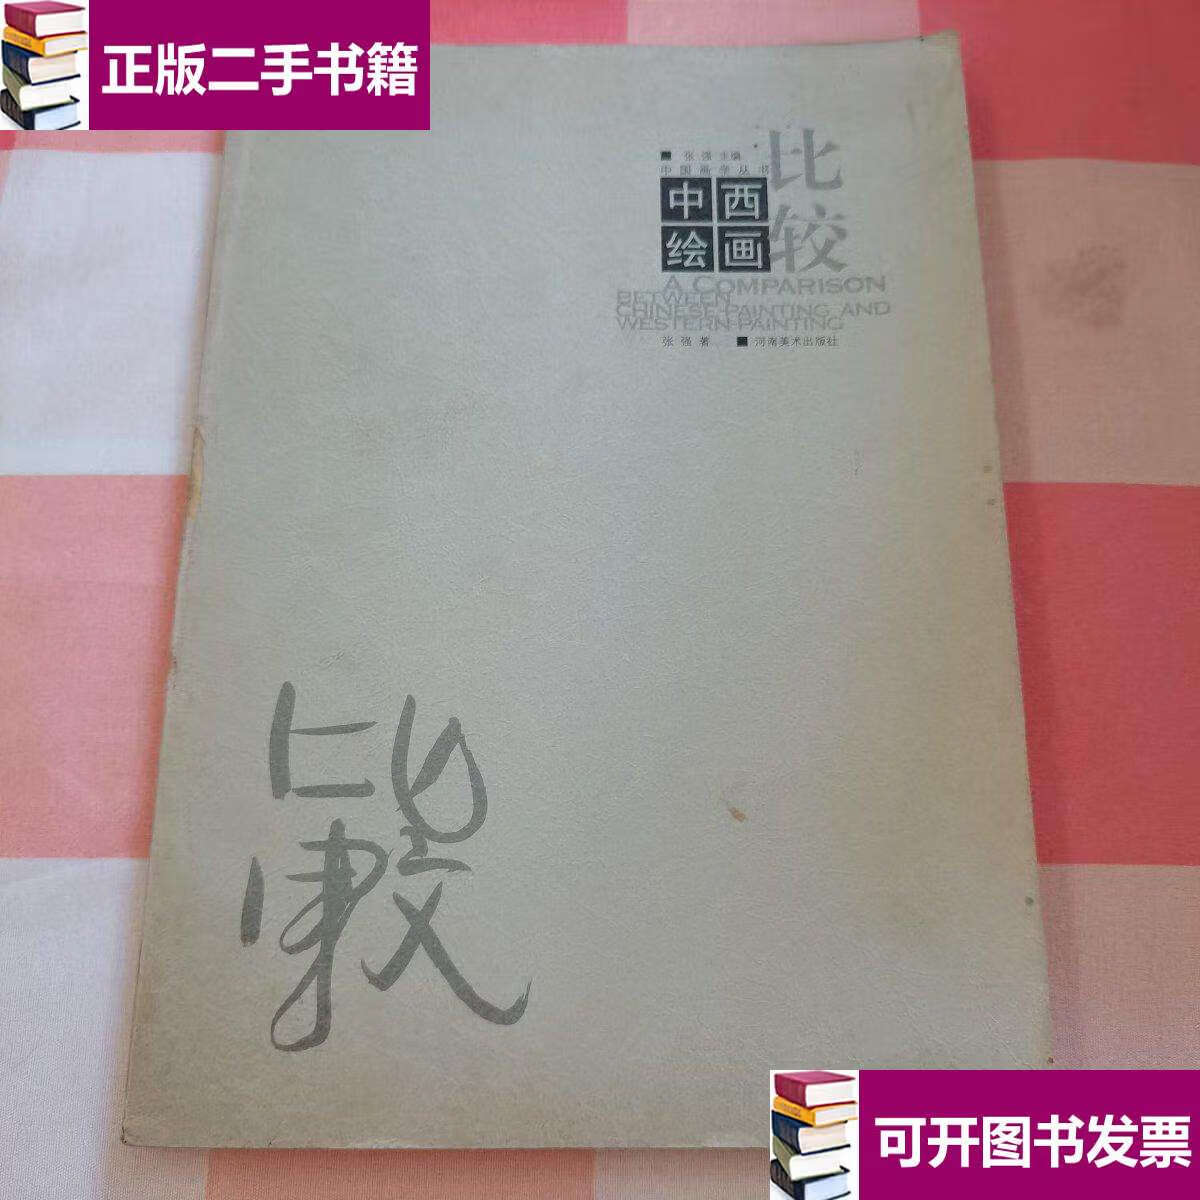 正版二手书籍
张强 主编
中国画学丛书
中西
绘画
比
较
A COMPARISON
BETWEEN
CHINESE PAINTING AND
WESTERN PAINTING
张强 著
河南美术出版社
比
較
可开图书发票